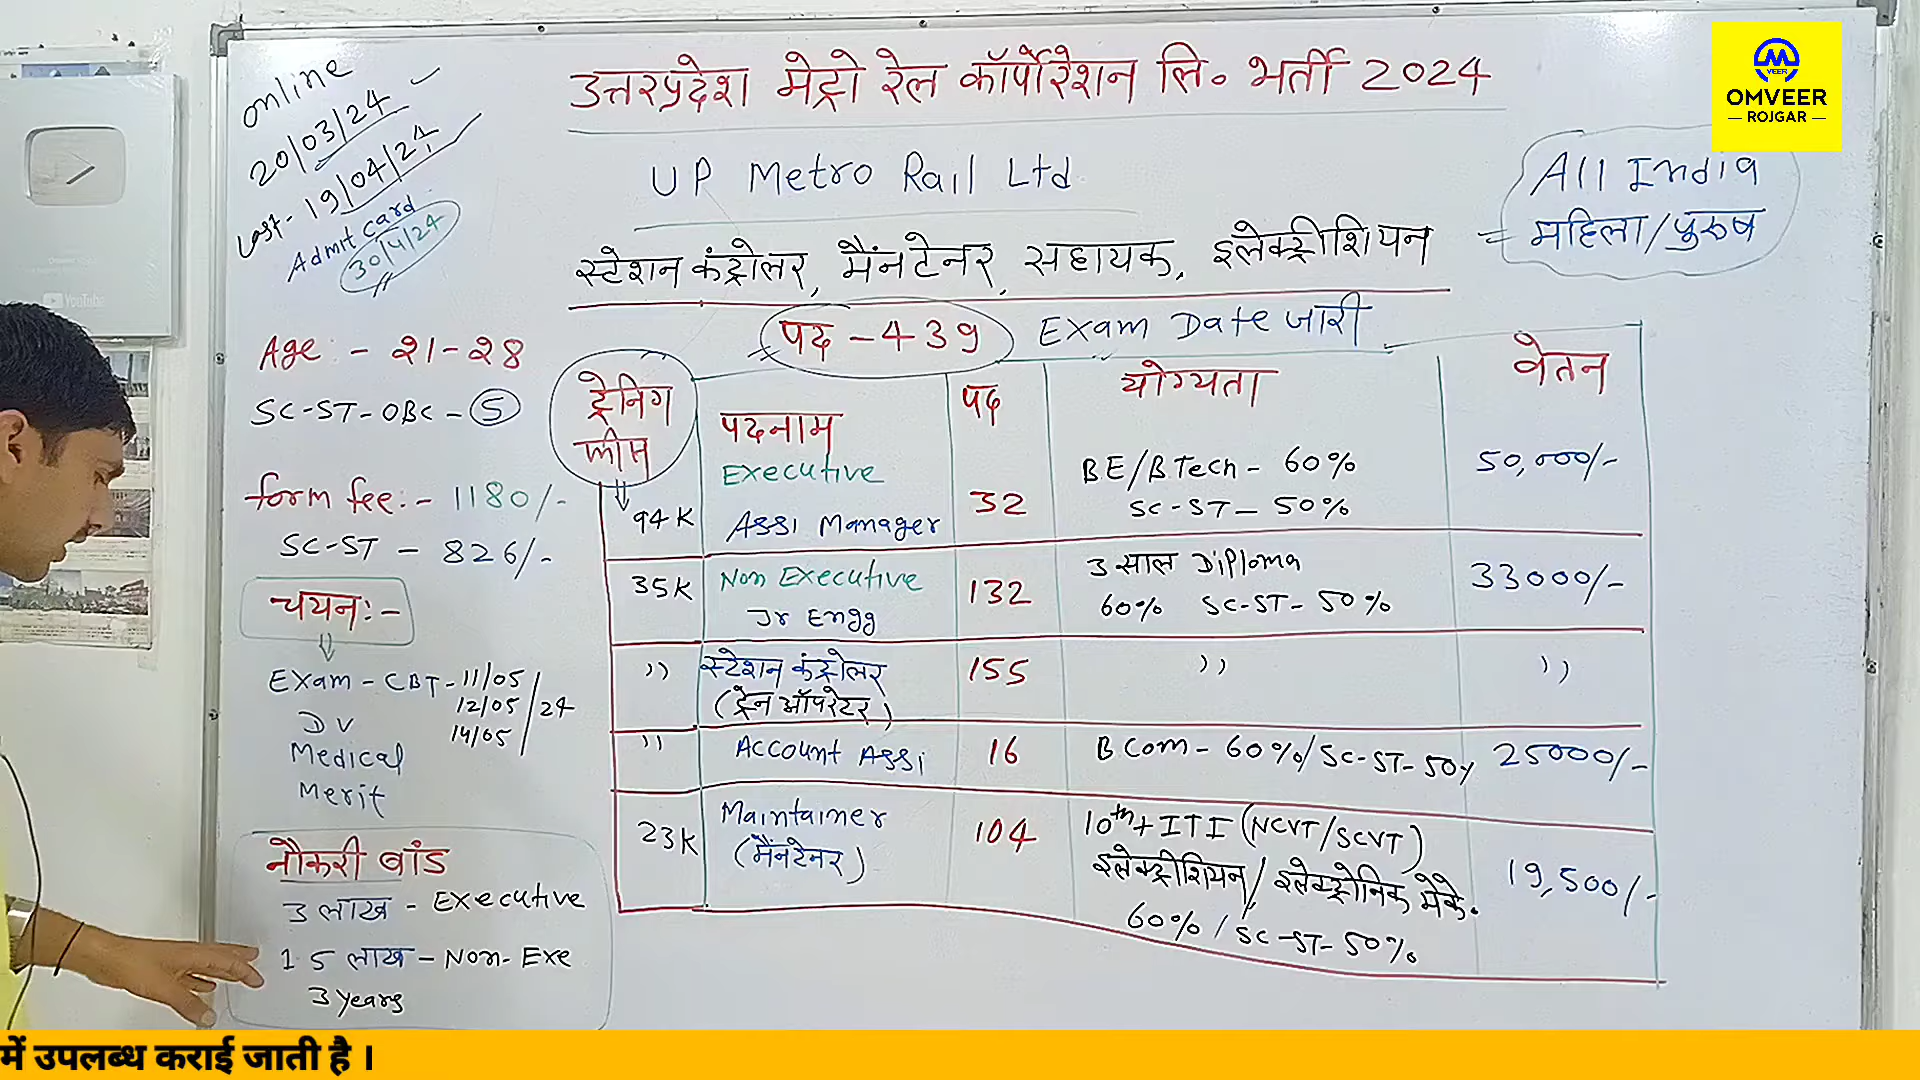 उत्तरप्रदेश मेट्रो रेल कॉर्पोरेशन लि॰ भर्ती 2024
OMVEER
ROJGAR
VEER
online
20/03/24
Last - 19/04/24
Admit card
30/4/24
UP Metro Rail Ltd
All India
महिला/पुरुष
स्टेशन कंट्रोलर, मैंनटेनर, सहायक, इलेक्ट्रीशियन
पद - 439 Exam Date जारी
Age :- 21-28
SC-ST-OBC - 5
form fee:- 1180/-
SC-ST - 826/-
चयन:-
Exam - CBT - 11/05
12/05 /24
14/05
DV
Medical
Merit
नौकरी बांड
3 लाख - Executive
1.5 लाख - Non-Exe
3 years
ट्रेनिंग पदनाम पद योग्यता वेतन
94K Executive Assi Manager 32 BE/BTech - 60% SC-ST - 50% 50,000/-
35K Non Executive Jr Engg 132 3 साल Diploma 60% SC-ST - 50% 33000/-
,, स्टेशन कंट्रोलर (ट्रेन ऑपरेटर) 155 ,, ,,
,, Account Assi 16 B Com - 60%/SC-ST-50% 25000/-
23K Maintainer (मैंनटेनर) 104 10th + ITI (NCVT/SCVT) इलेक्ट्रीशियन/इलेक्ट्रोनिक मेके. 60%/SC-ST-50% 19,500/-
YouTube
में उपलब्ध कराई जाती है ।